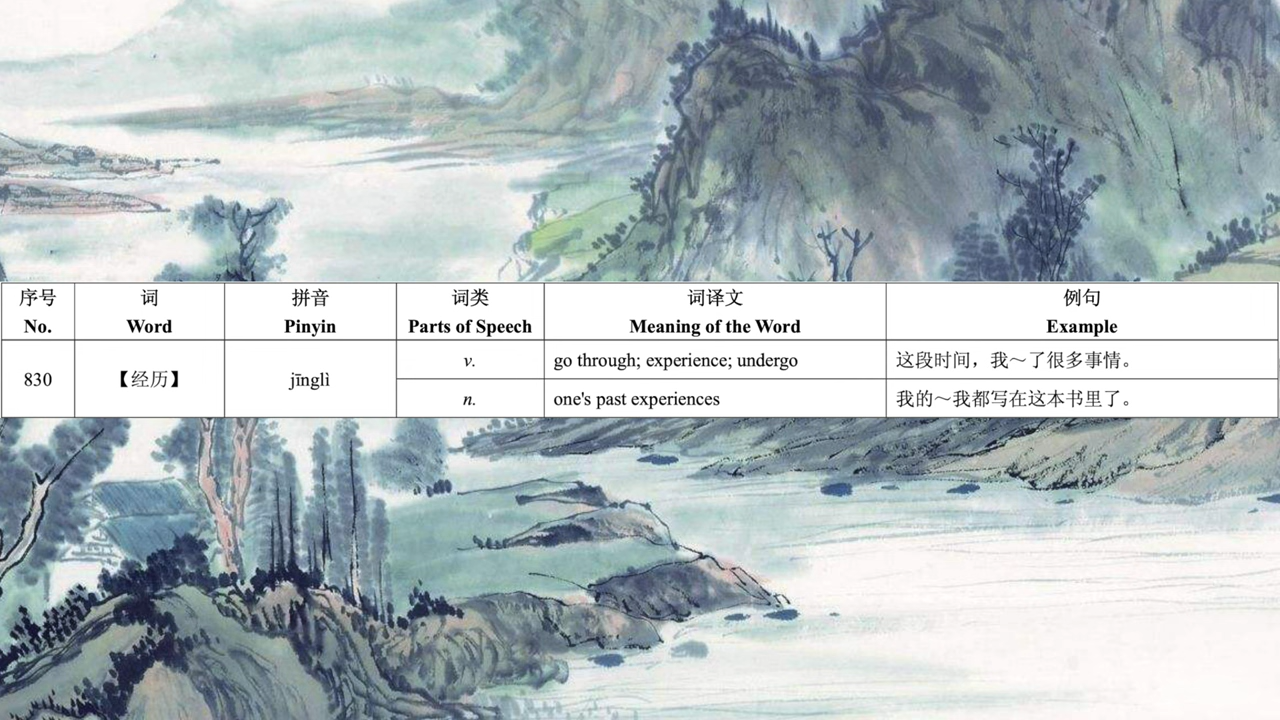 序号 词 拼音 词类 词译文 例句
No. Word Pinyin Parts of Speech Meaning of the Word Example
830 【经历】 jīnglì v. go through; experience; undergo 这段时间，我～了很多事情。
n. one's past experiences 我的～我都写在这本书里了。